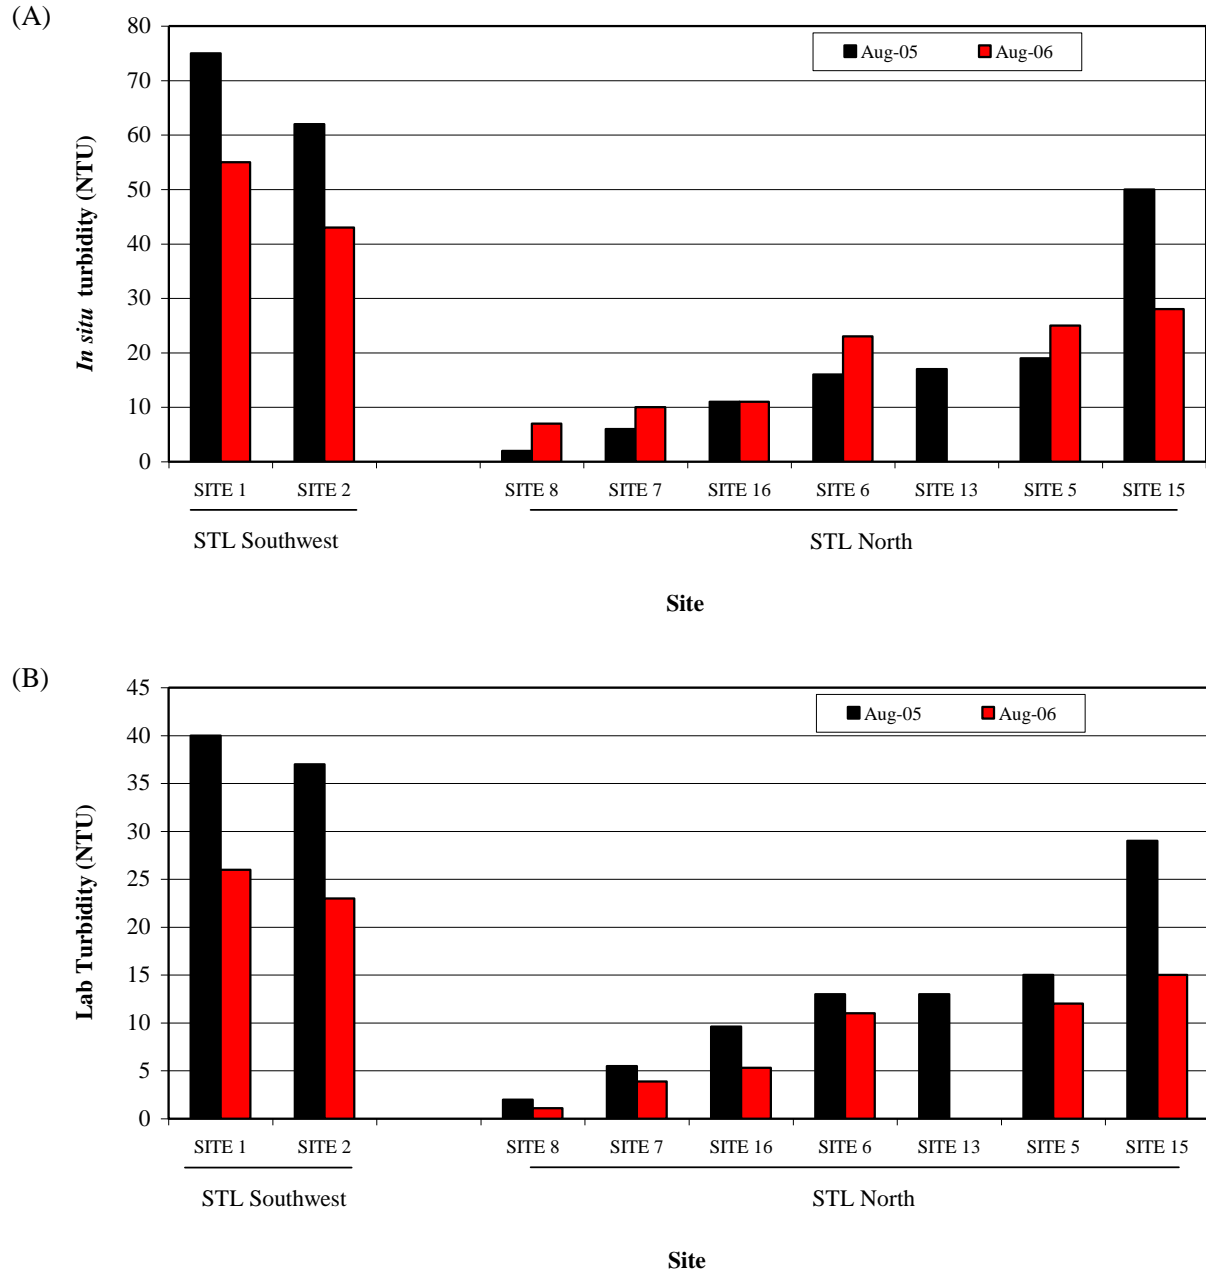 (A)
80
70
60
50
40
30
20
10
0
In situ turbidity (NTU)
Aug-05 Aug-06
SITE 1 SITE 2 SITE 8 SITE 7 SITE 16 SITE 6 SITE 13 SITE 5 SITE 15
STL Southwest STL North
Site
(B)
45
40
35
30
25
20
15
10
5
0
Lab Turbidity (NTU)
Aug-05 Aug-06
SITE 1 SITE 2 SITE 8 SITE 7 SITE 16 SITE 6 SITE 13 SITE 5 SITE 15
STL Southwest STL North
Site